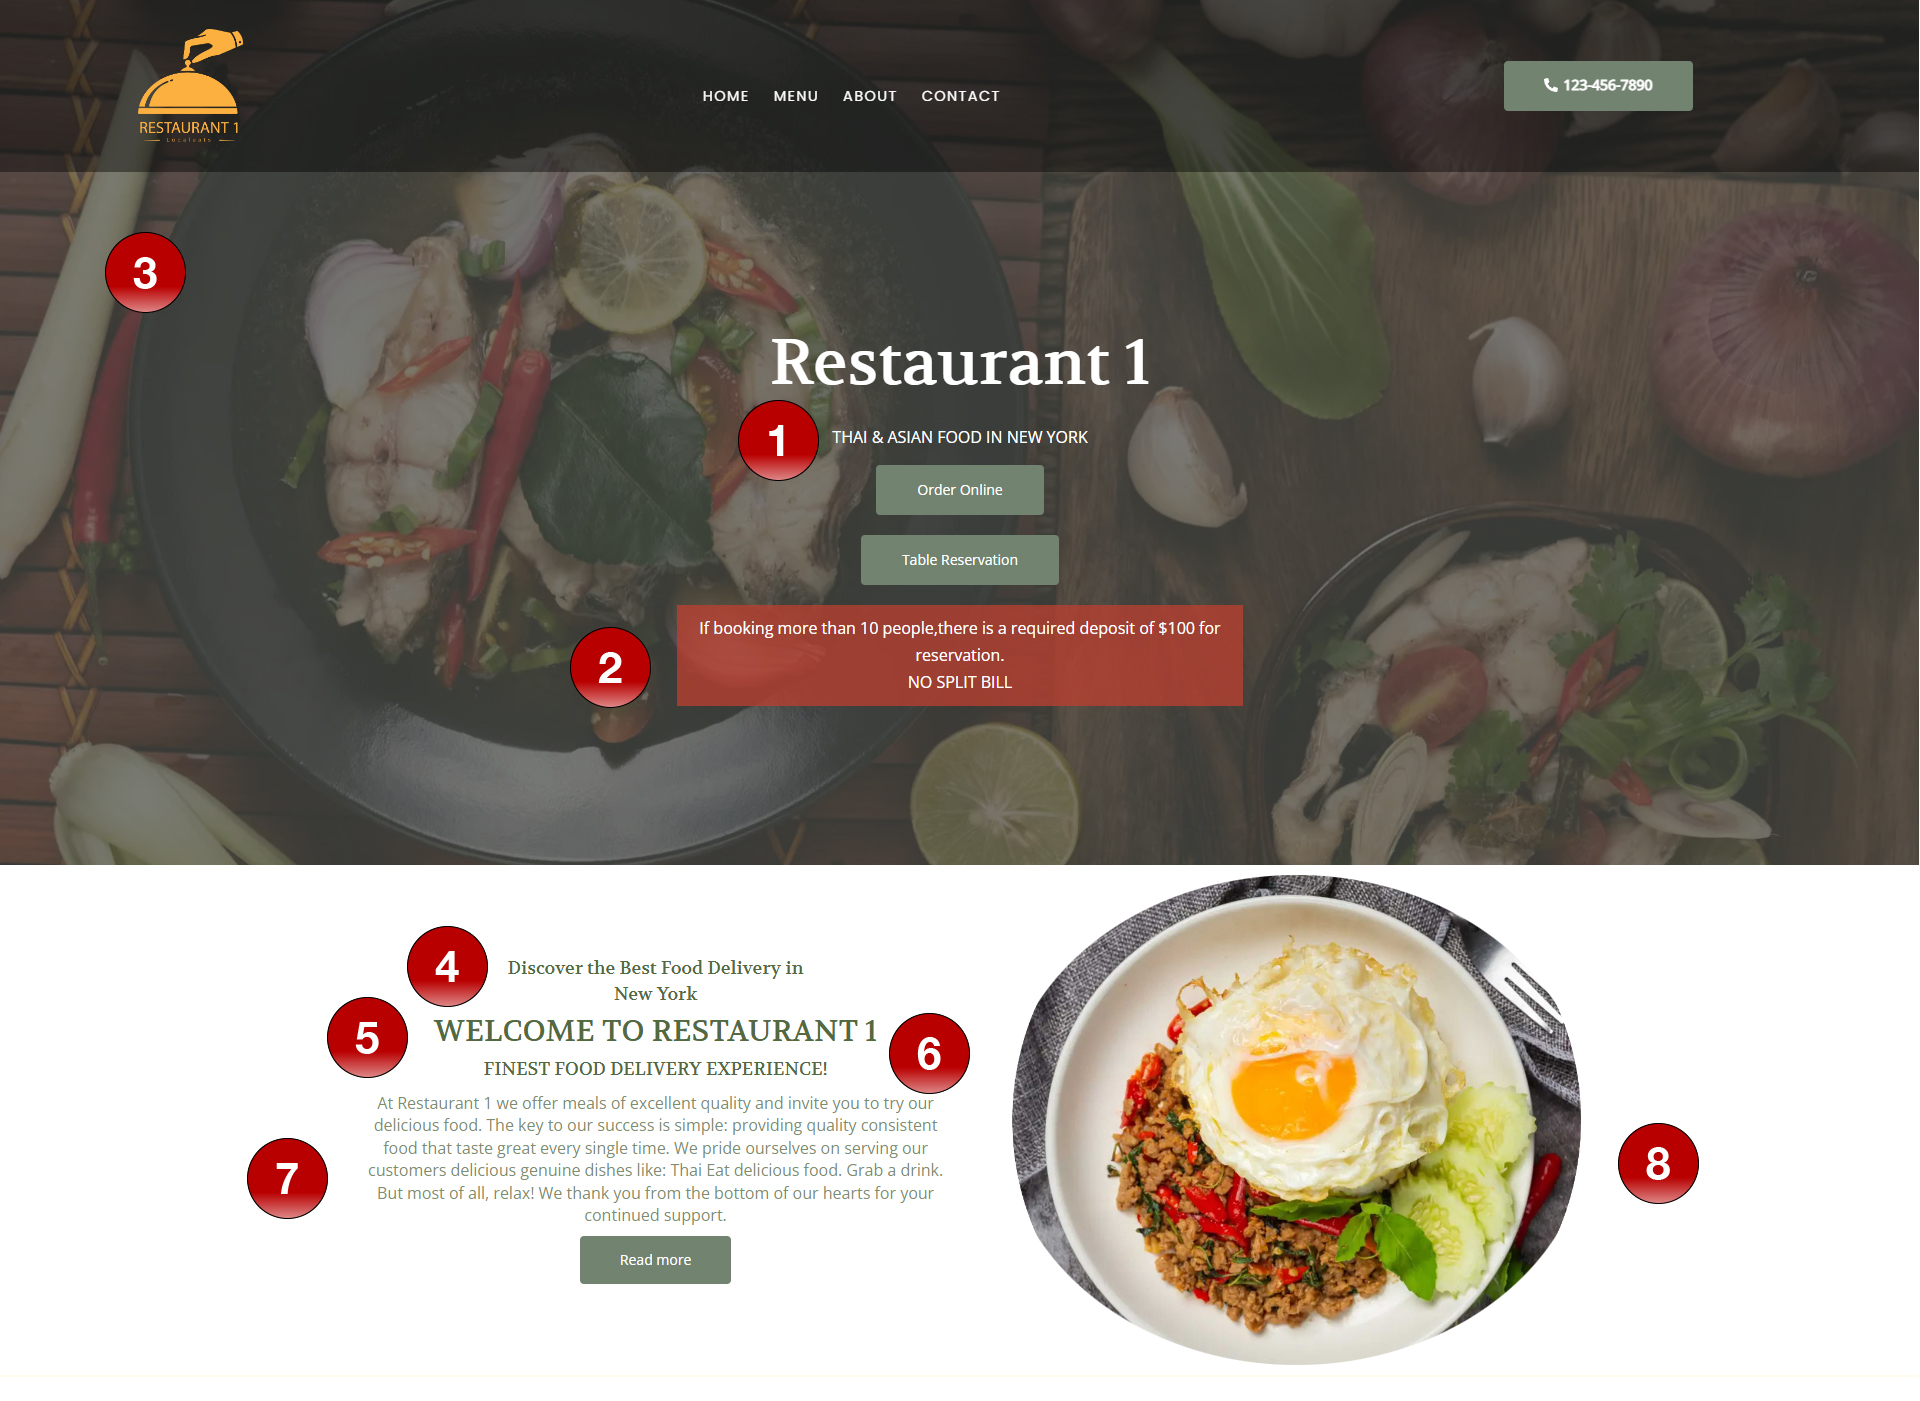 RESTAURANT 1
Localeats
HOME MENU ABOUT CONTACT
123-456-7890
3
Restaurant 1
1
THAI & ASIAN FOOD IN NEW YORK
Order Online
Table Reservation
2
If booking more than 10 people,there is a required deposit of $100 for
reservation.
NO SPLIT BILL
4
Discover the Best Food Delivery in
New York
5
WELCOME TO RESTAURANT 1
6
FINEST FOOD DELIVERY EXPERIENCE!
7
At Restaurant 1 we offer meals of excellent quality and invite you to try our
delicious food. The key to our success is simple: providing quality consistent
food that taste great every single time. We pride ourselves on serving our
customers delicious genuine dishes like: Thai Eat delicious food. Grab a drink.
But most of all, relax! We thank you from the bottom of our hearts for your
continued support.
Read more
8